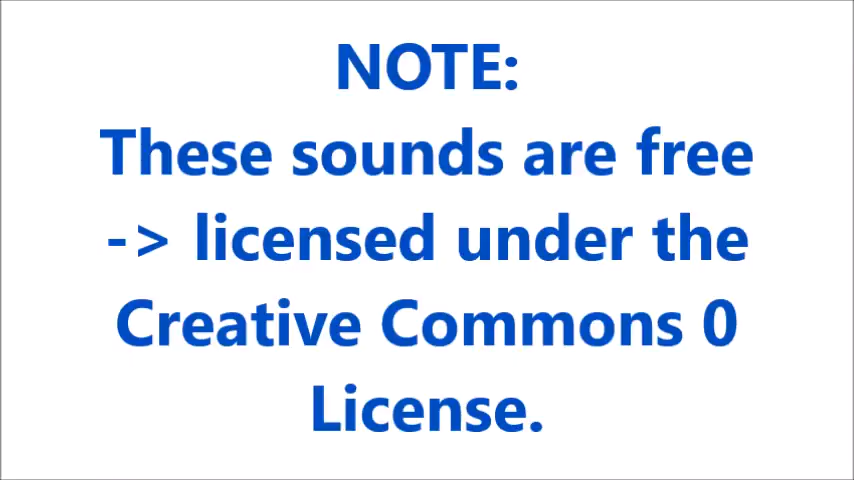 NOTE:
These sounds are free
-> licensed under the
Creative Commons 0
License.